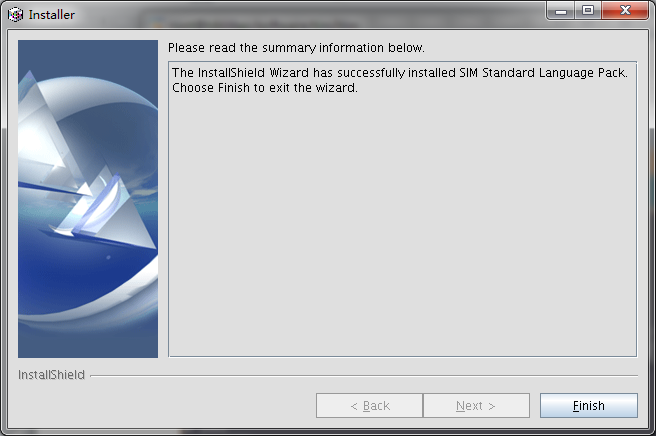 Installer
Please read the summary information below.
The InstallShield Wizard has successfully installed SIM Standard Language Pack.
Choose Finish to exit the wizard.
InstallShield
< Back
Next >
Finish